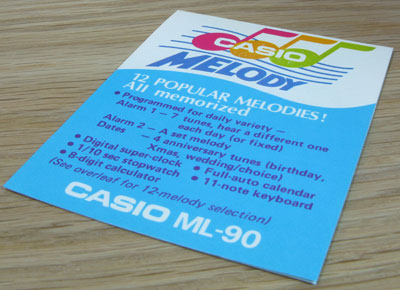 CASIO
MELODY
12 POPULAR MELODIES!
All memorized
• Programmed for daily variety —
Alarm 1 – 7 tunes, hear a different one
each day (or fixed)
Alarm 2 – A set melody
Dates – 4 anniversary tunes (birthday,
Xmas, wedding/choice)
• Digital super-clock • Full-auto calendar
• 1/10 sec stopwatch • 11-note keyboard
• 8-digit calculator
(See overleaf for 12-melody selection)
CASIO ML-90